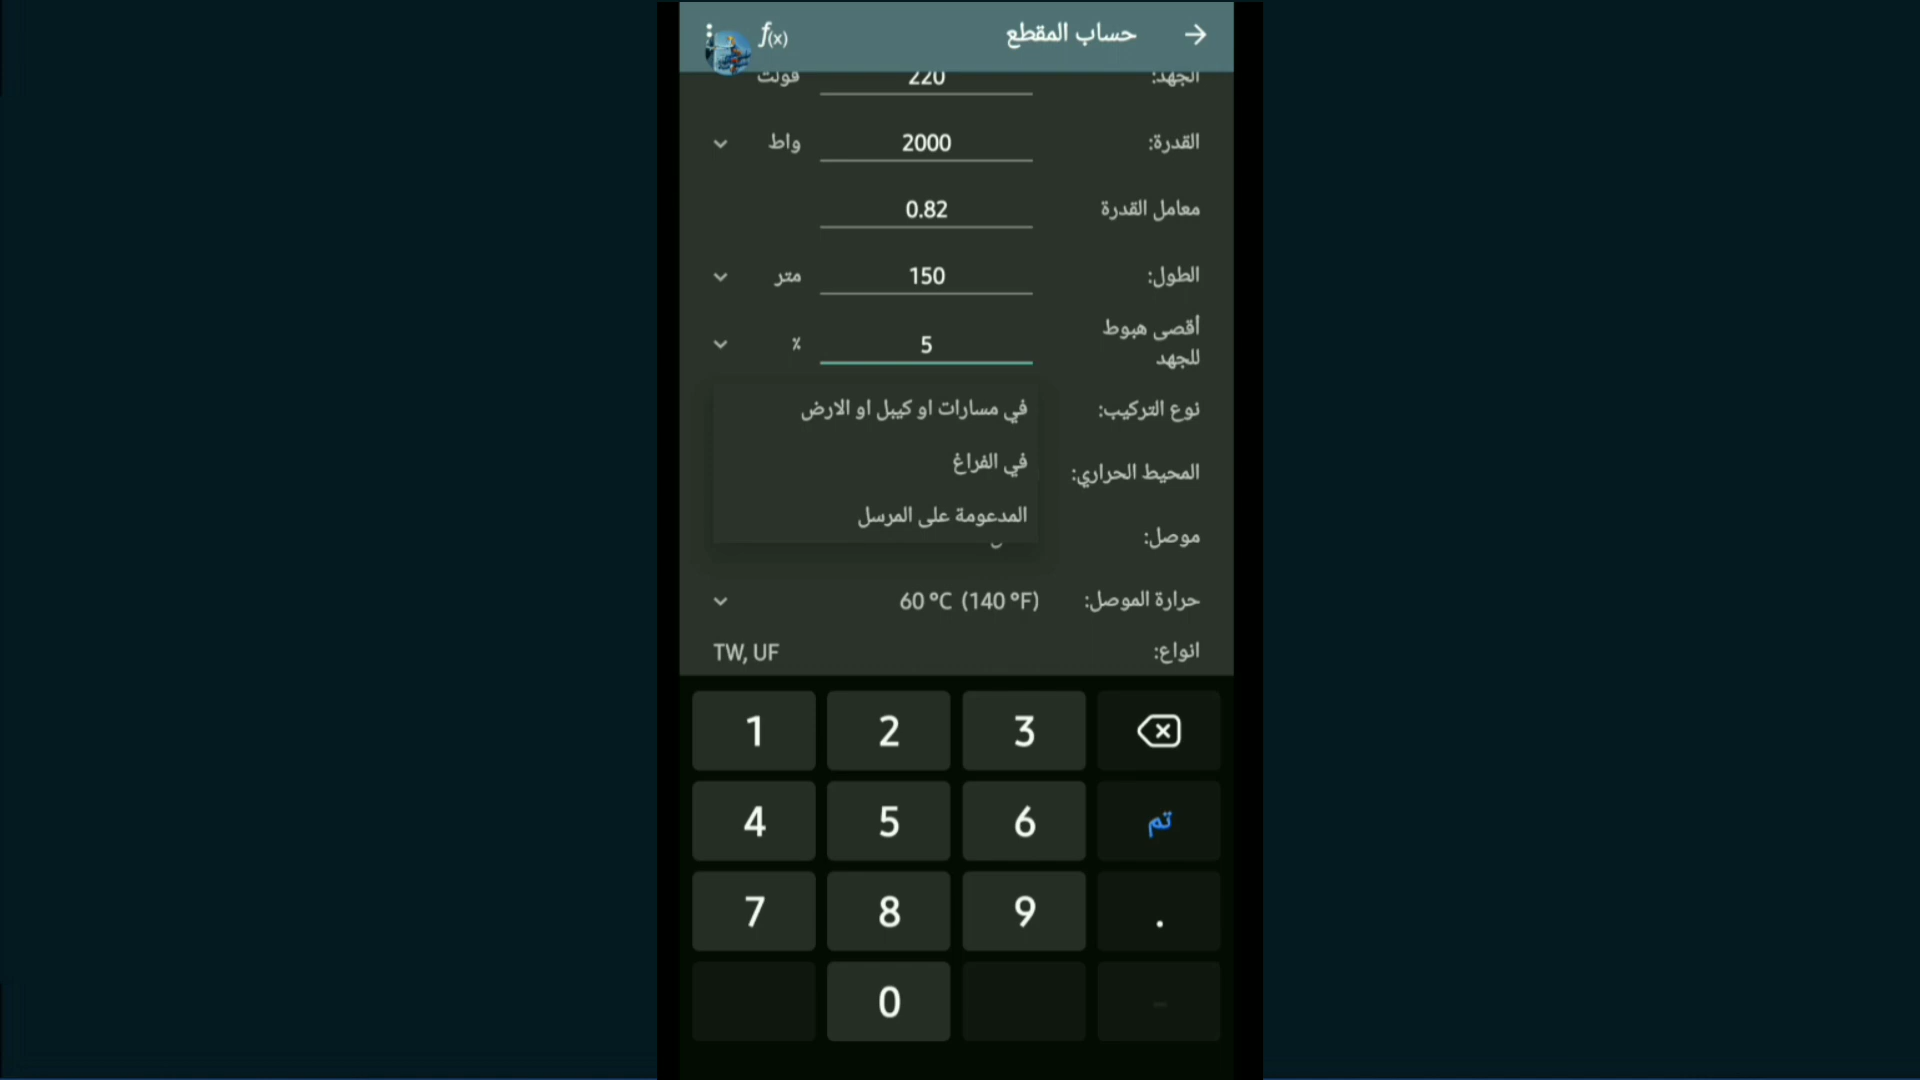 حساب المقطع f(x)
الجهد: 220 فولت
القدرة: 2000 واط
معامل القدرة 0.82
الطول: 150 متر
أقصى هبوط للجهد 5 ٪
نوع التركيب:
في مسارات او كيبل او الارض
في الفراغ
المدعومة على المرسل
المحيط الحراري:
موصل:
حرارة الموصل: 60 °C (140 °F)
انواع: TW, UF
1 2 3
4 5 6 تم
7 8 9 .
0 -